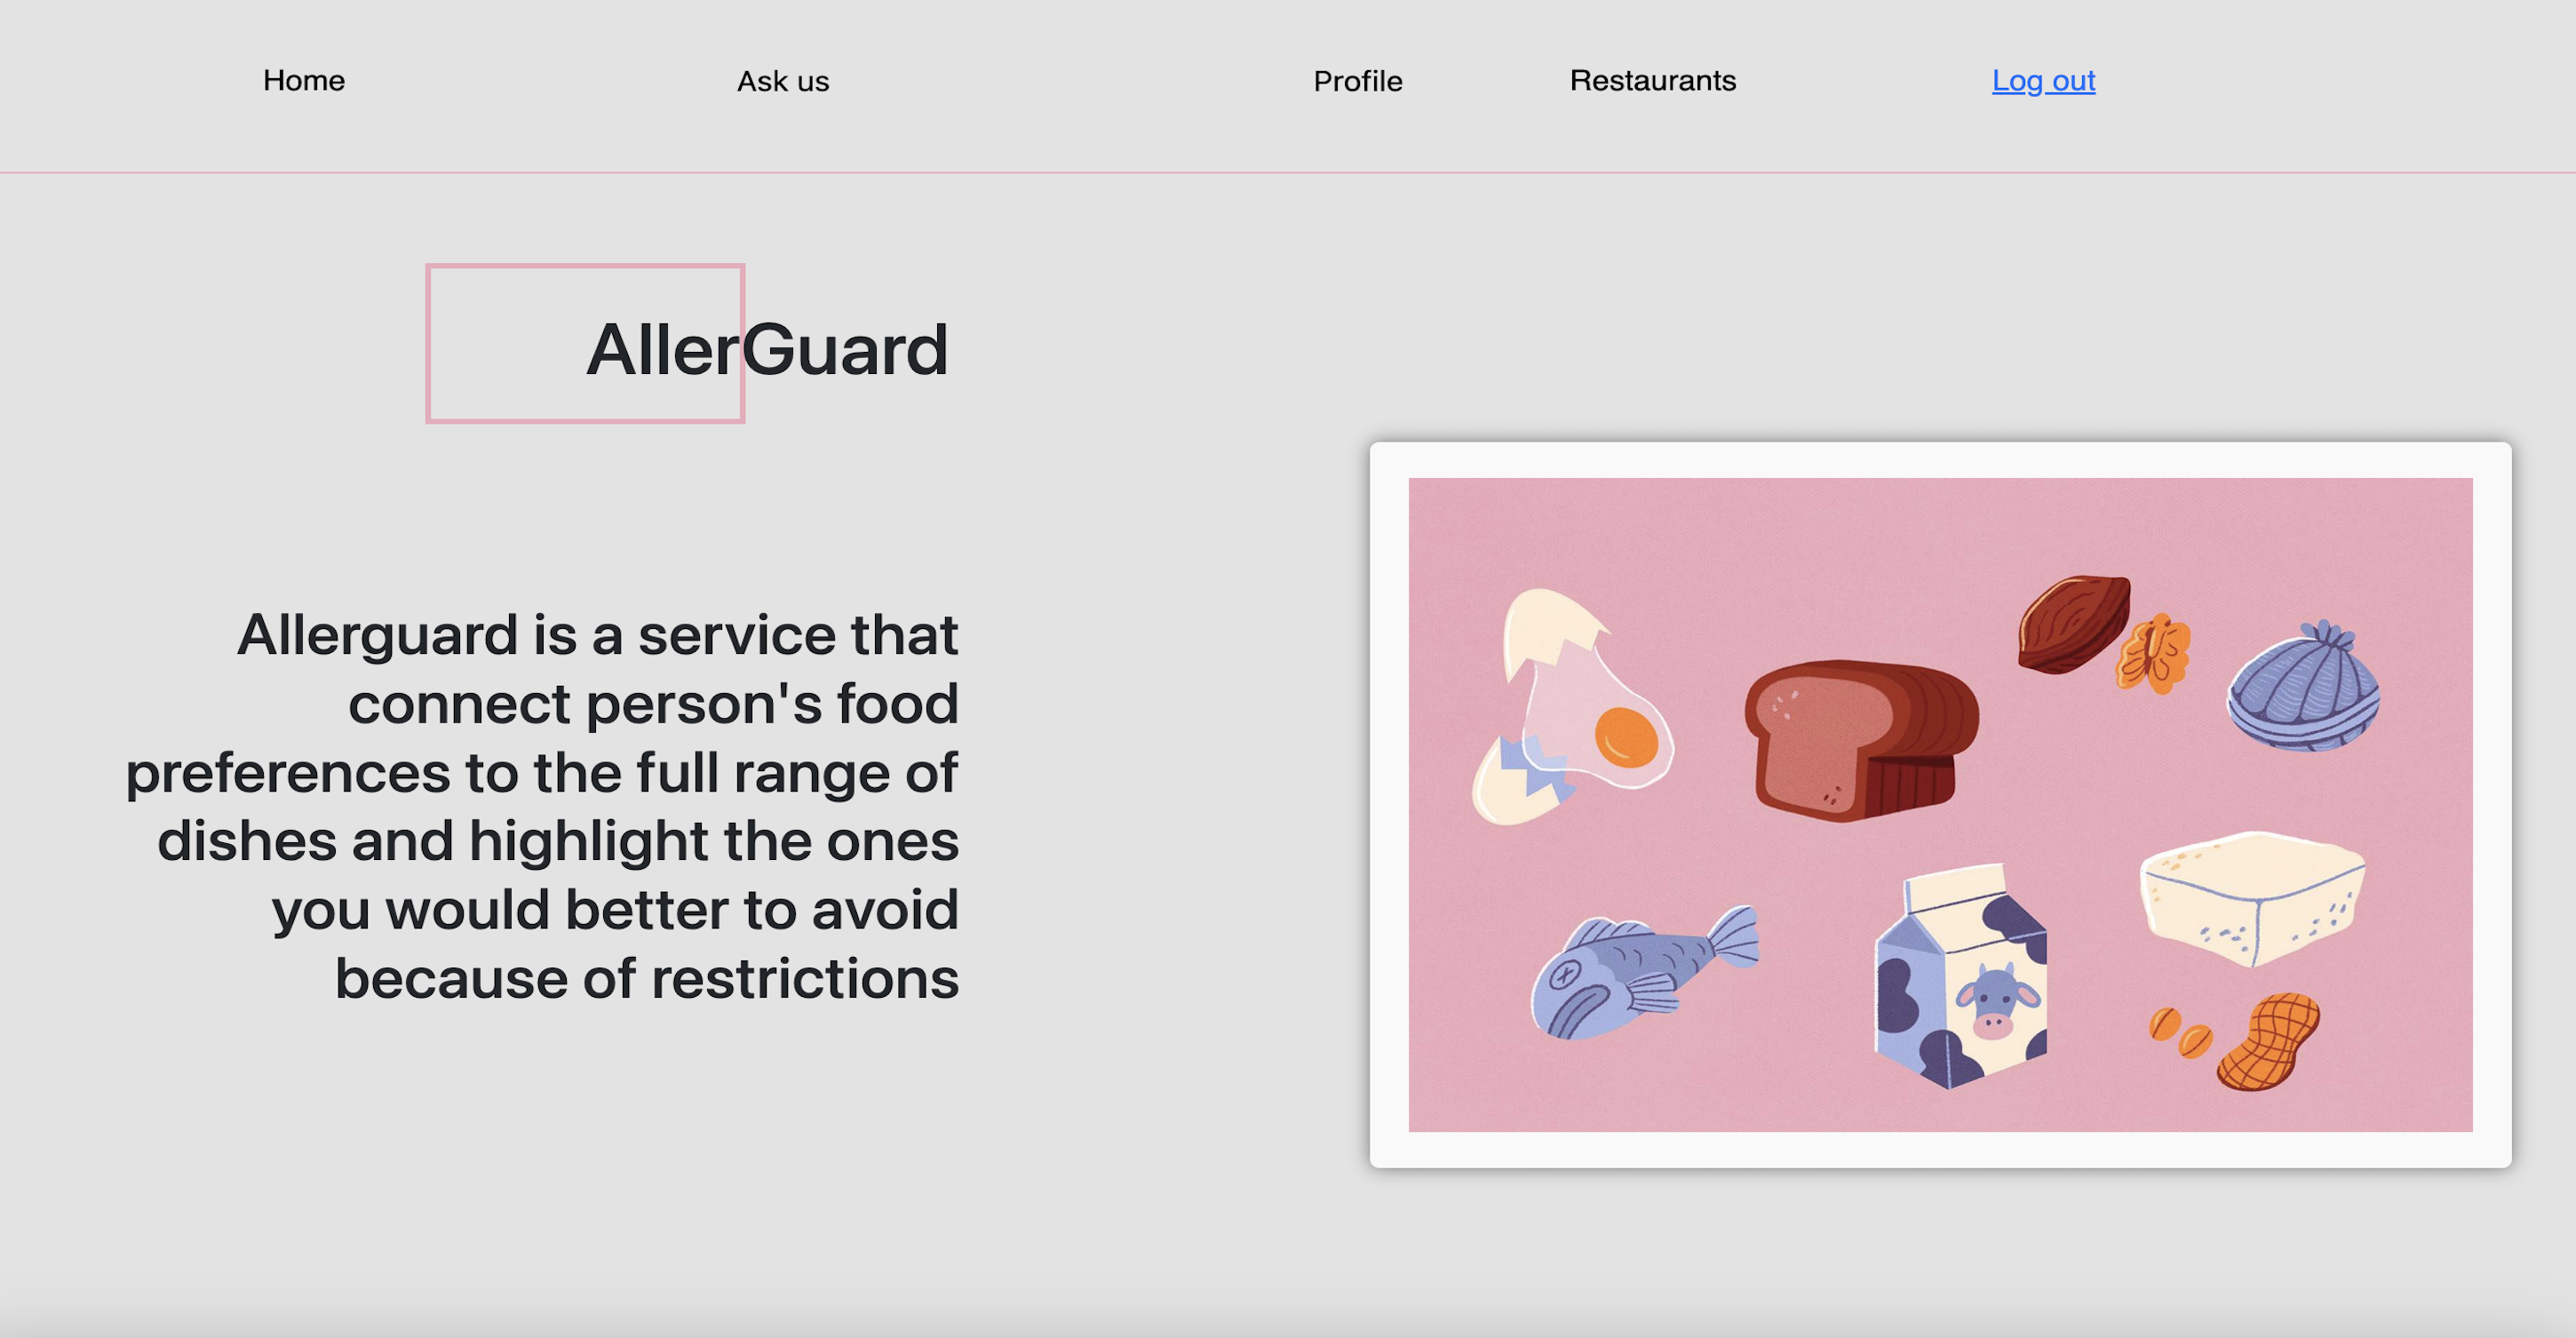 Home
Ask us
Profile
Restaurants
Log out
AllerGuard
Allerguard is a service that
connect person's food
preferences to the full range of
dishes and highlight the ones
you would better to avoid
because of restrictions